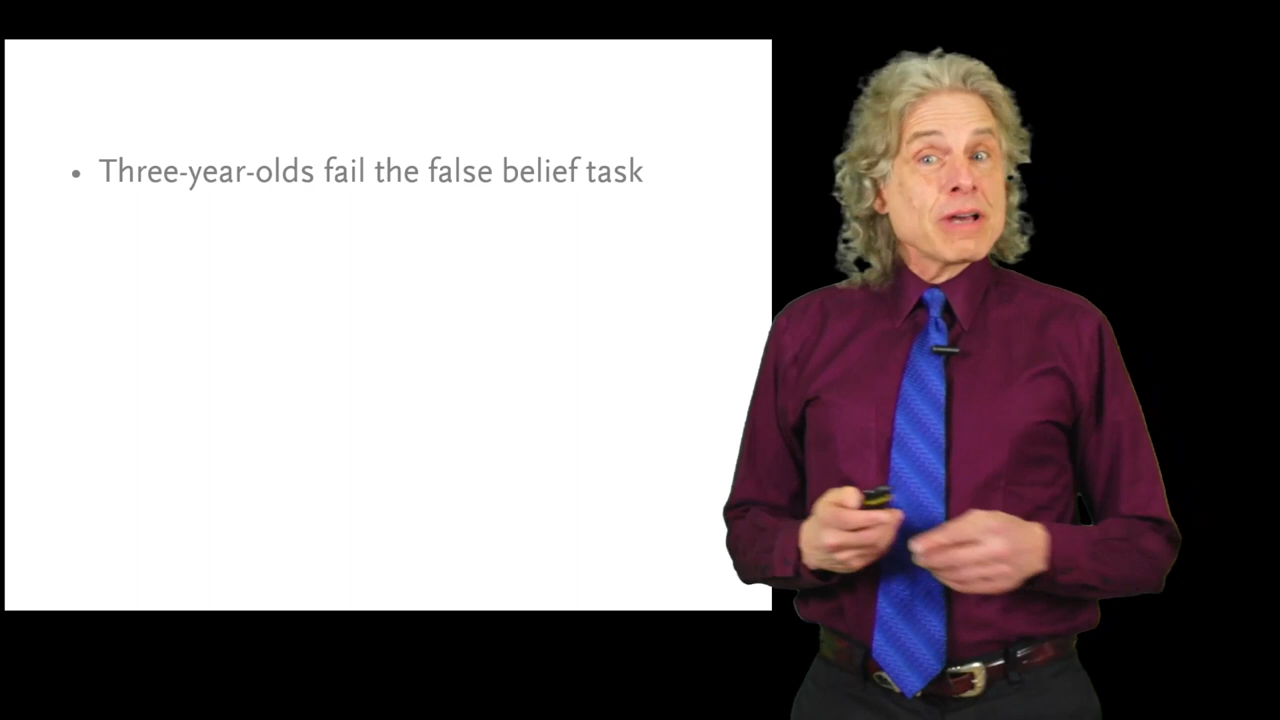 • Three-year-olds fail the false belief task